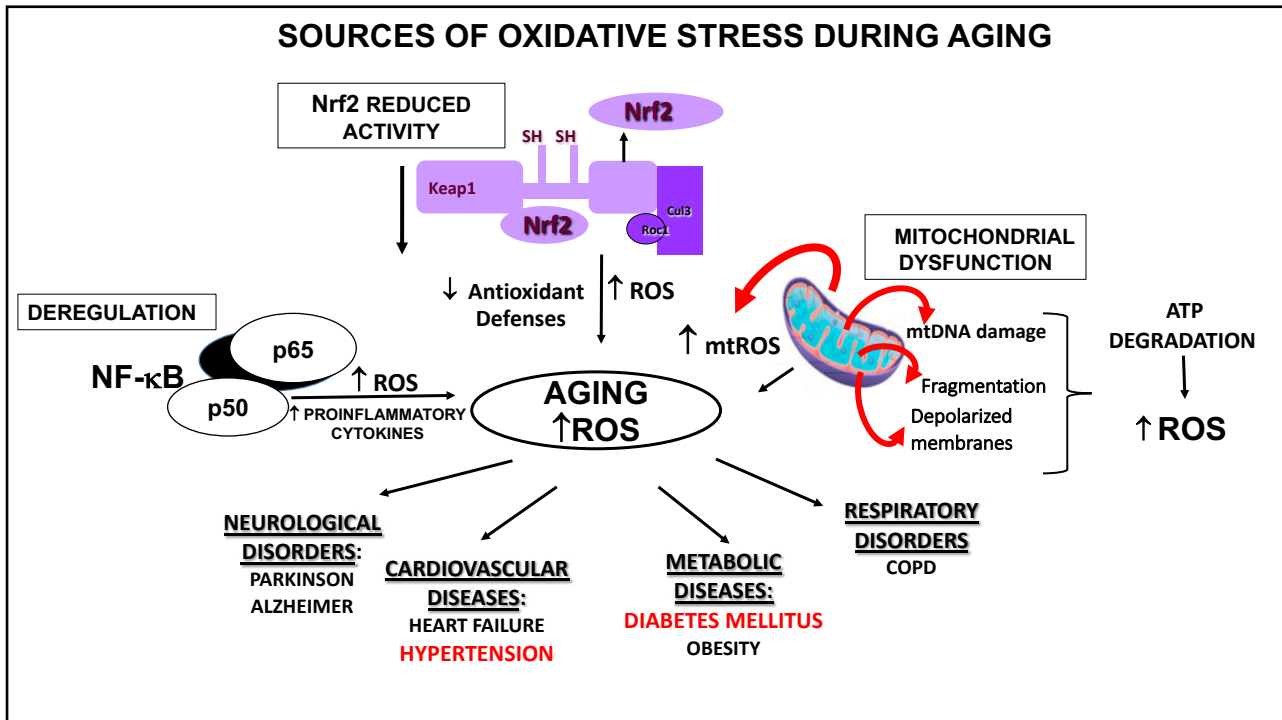 SOURCES OF OXIDATIVE STRESS DURING AGING
Nrf2 REDUCED
ACTIVITY
Nrf2
SH SH
Keap1
Nrf2
Cul3
Roc1
↓ Antioxidant
Defenses
↑ ROS
MITOCHONDRIAL
DYSFUNCTION
↑ mtROS
mtDNA damage
Fragmentation
Depolarized
membranes
ATP
DEGRADATION
↑ ROS
DEREGULATION
NF-κB
p65
p50
↑ ROS
↑ PROINFLAMMATORY
CYTOKINES
AGING
↑ROS
NEUROLOGICAL
DISORDERS:
PARKINSON
ALZHEIMER
CARDIOVASCULAR
DISEASES:
HEART FAILURE
HYPERTENSION
METABOLIC
DISEASES:
DIABETES MELLITUS
OBESITY
RESPIRATORY
DISORDERS
COPD